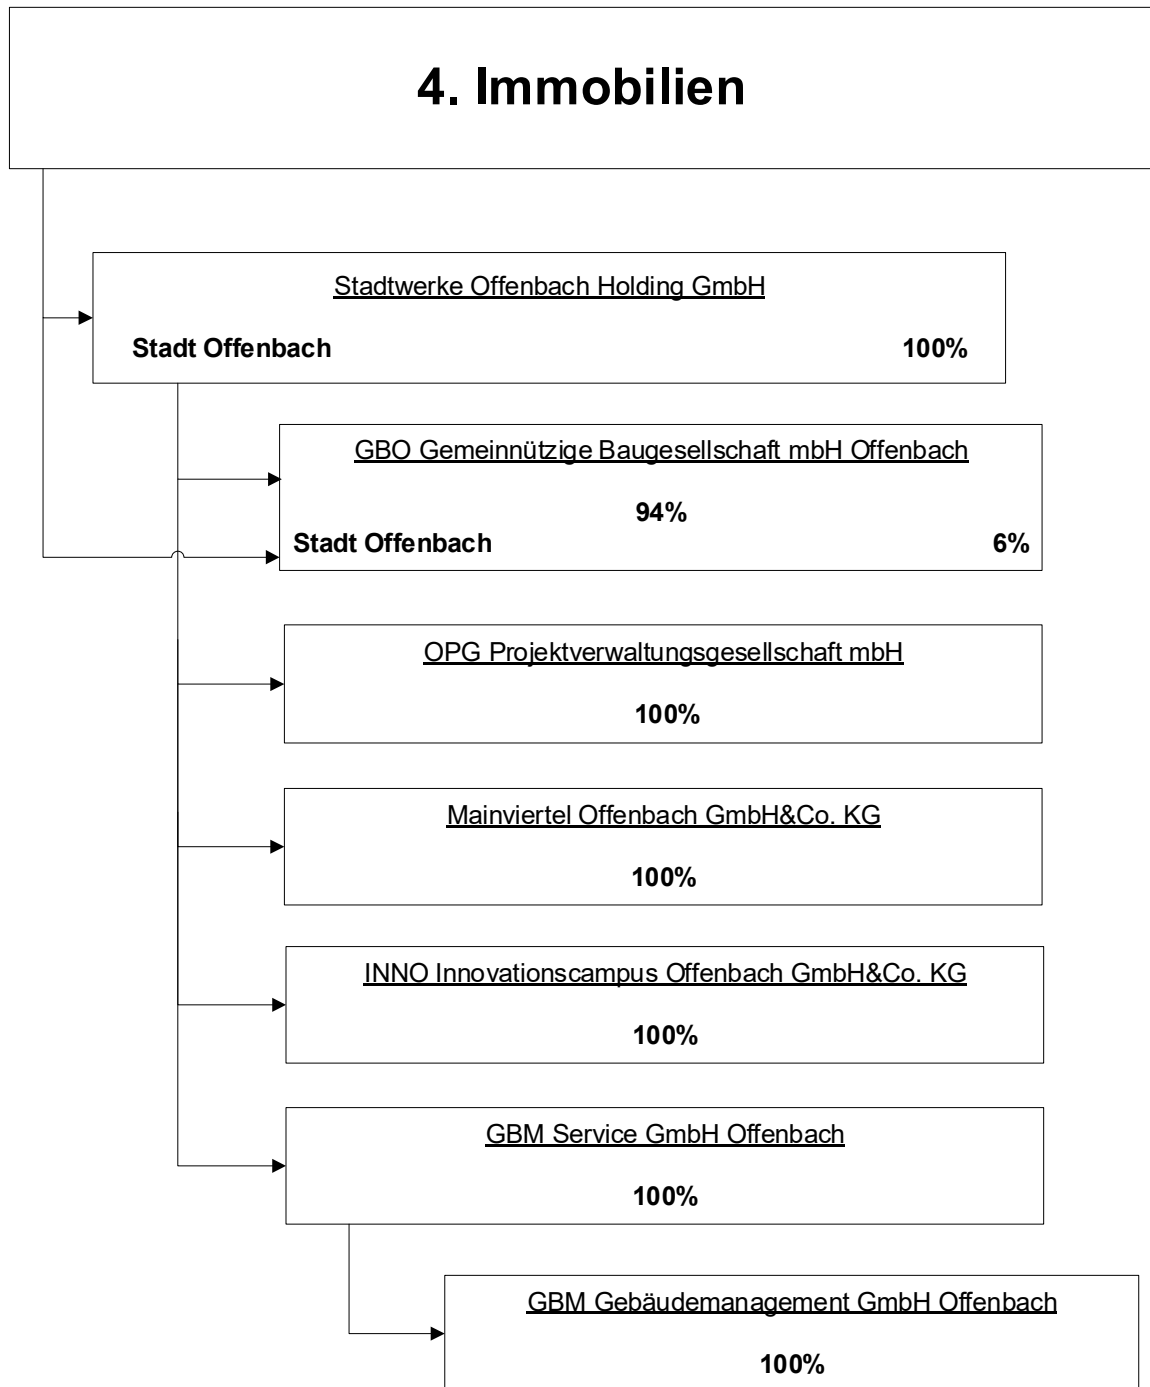 4. Immobilien
Stadtwerke Offenbach Holding GmbH
Stadt Offenbach 100%
GBO Gemeinnützige Baugesellschaft mbH Offenbach
94%
Stadt Offenbach 6%
OPG Projektverwaltungsgesellschaft mbH
100%
Mainviertel Offenbach GmbH&Co. KG
100%
INNO Innovationscampus Offenbach GmbH&Co. KG
100%
GBM Service GmbH Offenbach
100%
GBM Gebäudemanagement GmbH Offenbach
100%